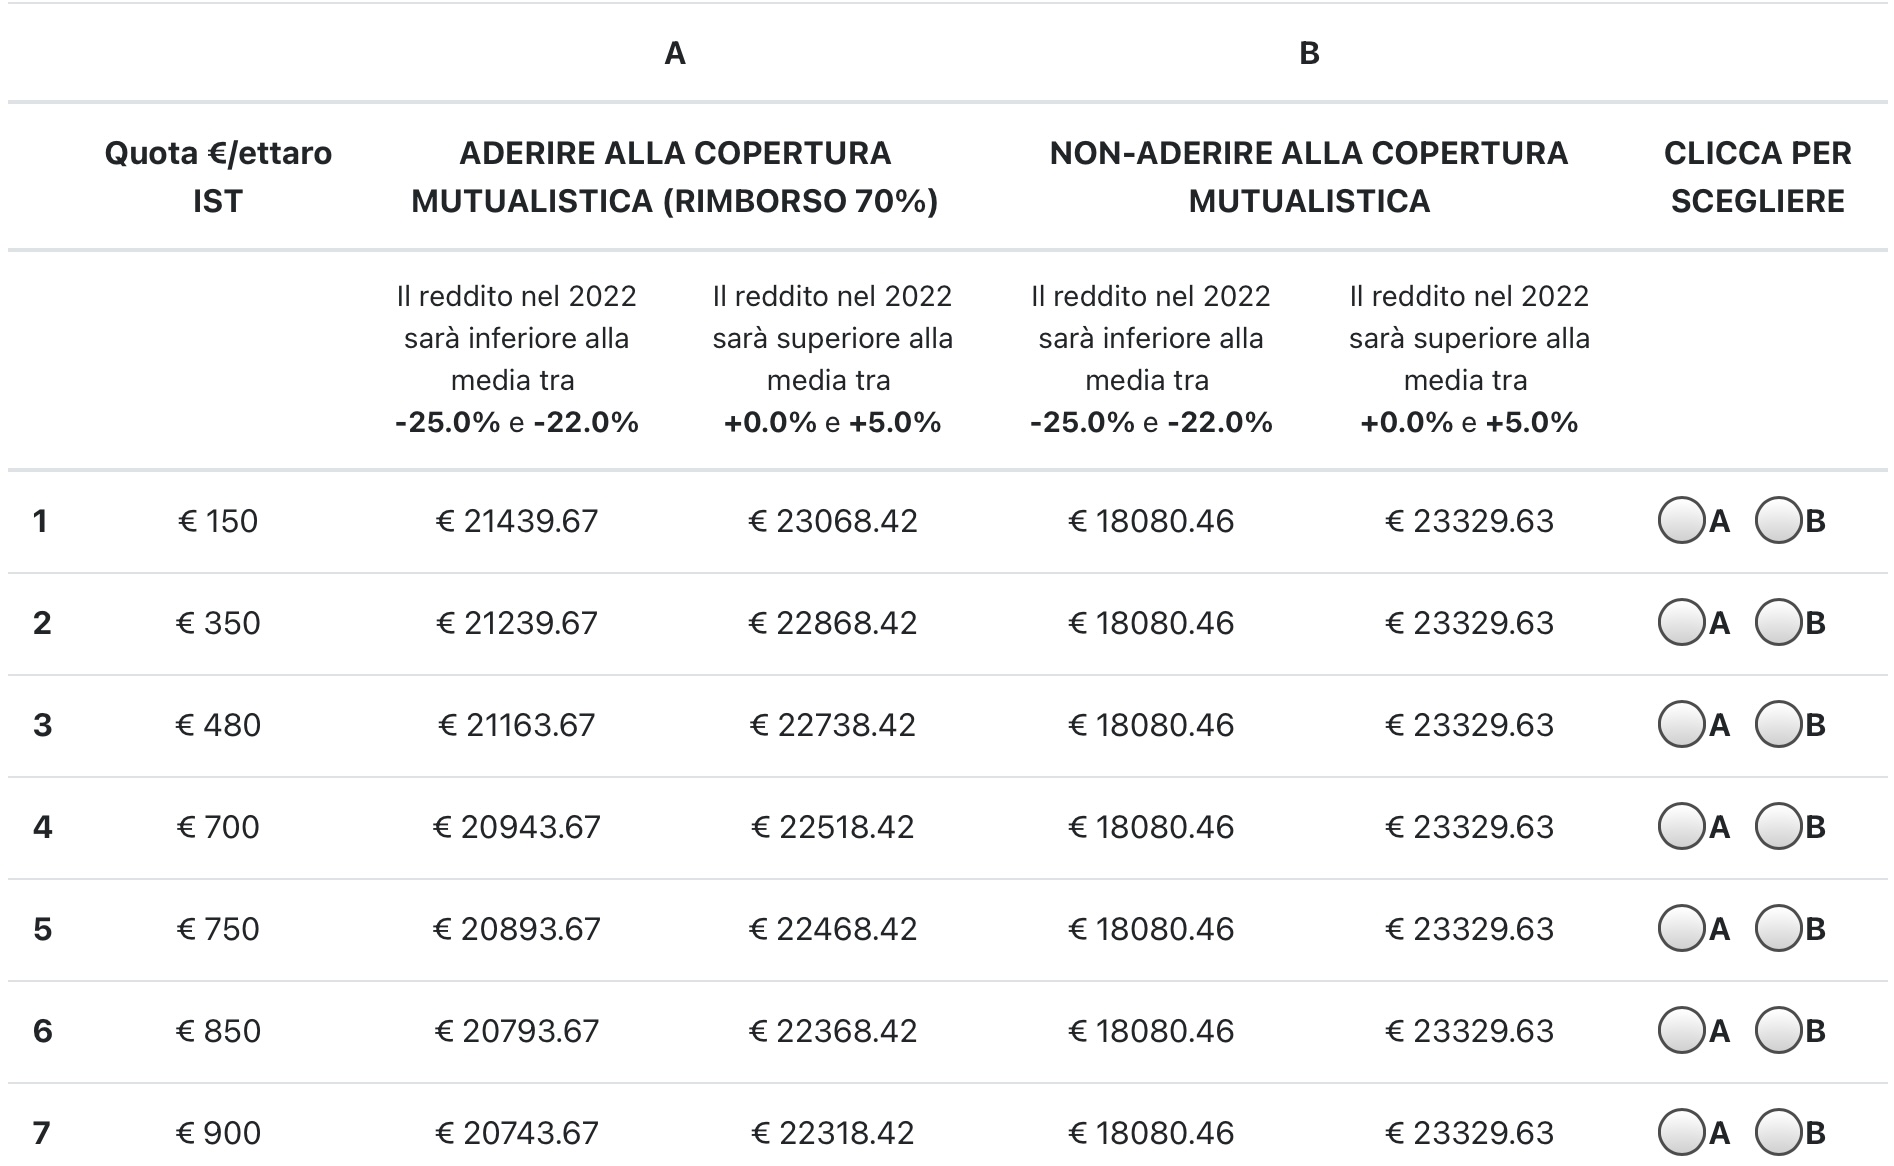 A B
Quota €/ettaro ADERIRE ALLA COPERTURA NON-ADERIRE ALLA COPERTURA CLICCA PER
IST MUTUALISTICA (RIMBORSO 70%) MUTUALISTICA SCEGLIERE
Il reddito nel 2022 Il reddito nel 2022 Il reddito nel 2022 Il reddito nel 2022
sarà inferiore alla sarà superiore alla sarà inferiore alla sarà superiore alla
media tra media tra media tra media tra
-25.0% e -22.0% +0.0% e +5.0% -25.0% e -22.0% +0.0% e +5.0%
1 € 150 € 21439.67 € 23068.42 € 18080.46 € 23329.63 A B
2 € 350 € 21239.67 € 22868.42 € 18080.46 € 23329.63 A B
3 € 480 € 21163.67 € 22738.42 € 18080.46 € 23329.63 A B
4 € 700 € 20943.67 € 22518.42 € 18080.46 € 23329.63 A B
5 € 750 € 20893.67 € 22468.42 € 18080.46 € 23329.63 A B
6 € 850 € 20793.67 € 22368.42 € 18080.46 € 23329.63 A B
7 € 900 € 20743.67 € 22318.42 € 18080.46 € 23329.63 A B